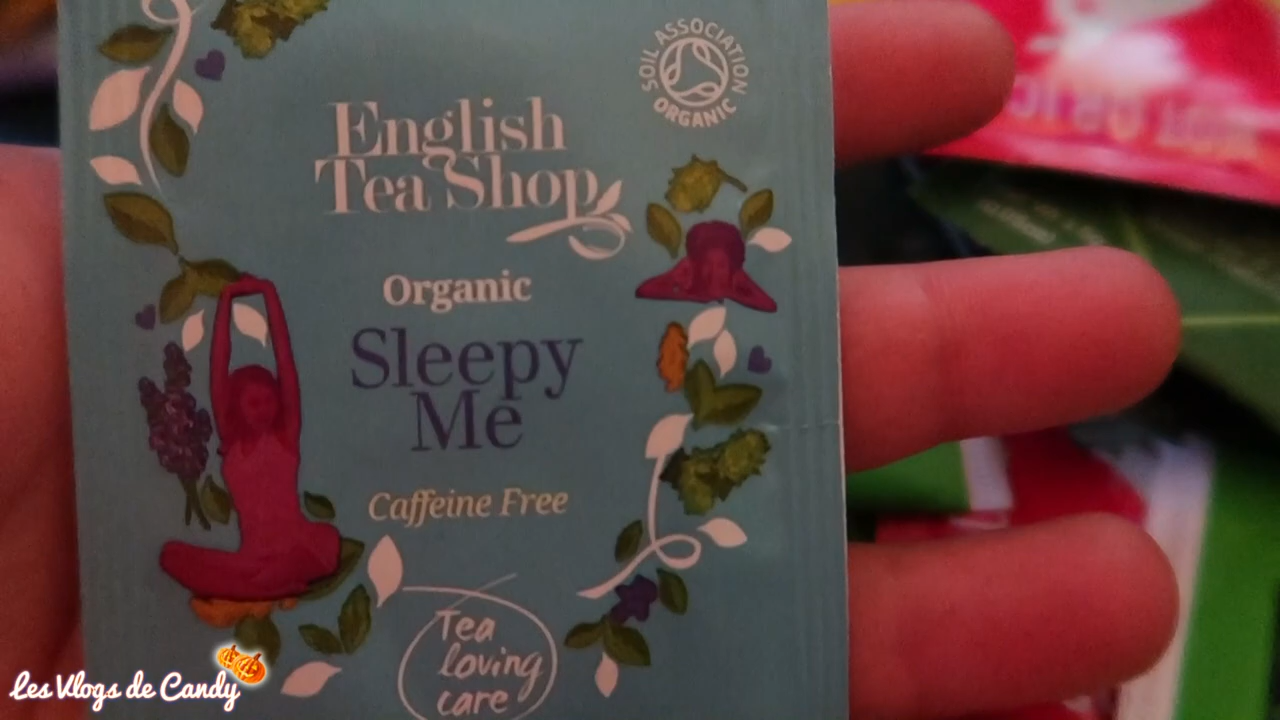 SOIL ASSOCIATION
ORGANIC
English
Tea Shop
Organic
Sleepy
Me
Caffeine Free
Tea
loving
care
Les Vlogs de Candy